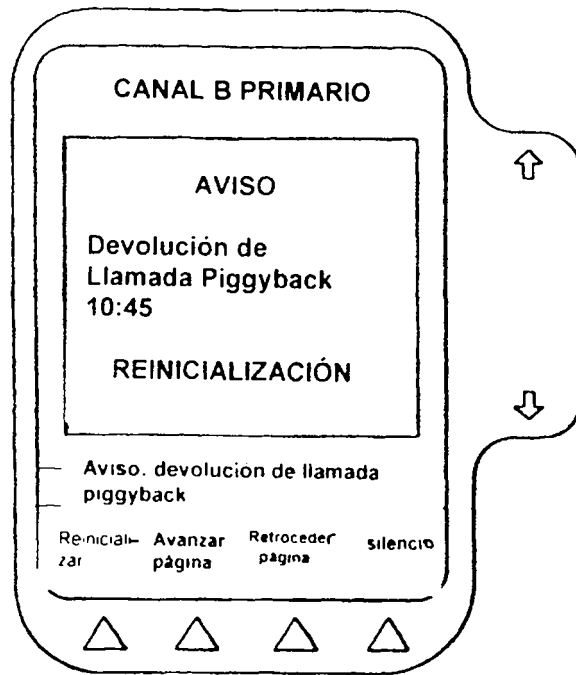 CANAL B PRIMARIO
AVISO
Devolución de
Llamada Piggyback
10:45
REINICIALIZACIÓN
Aviso. devolución de llamada
piggyback
Reiniciali- Avanzar Retroceder silencio
zar página página